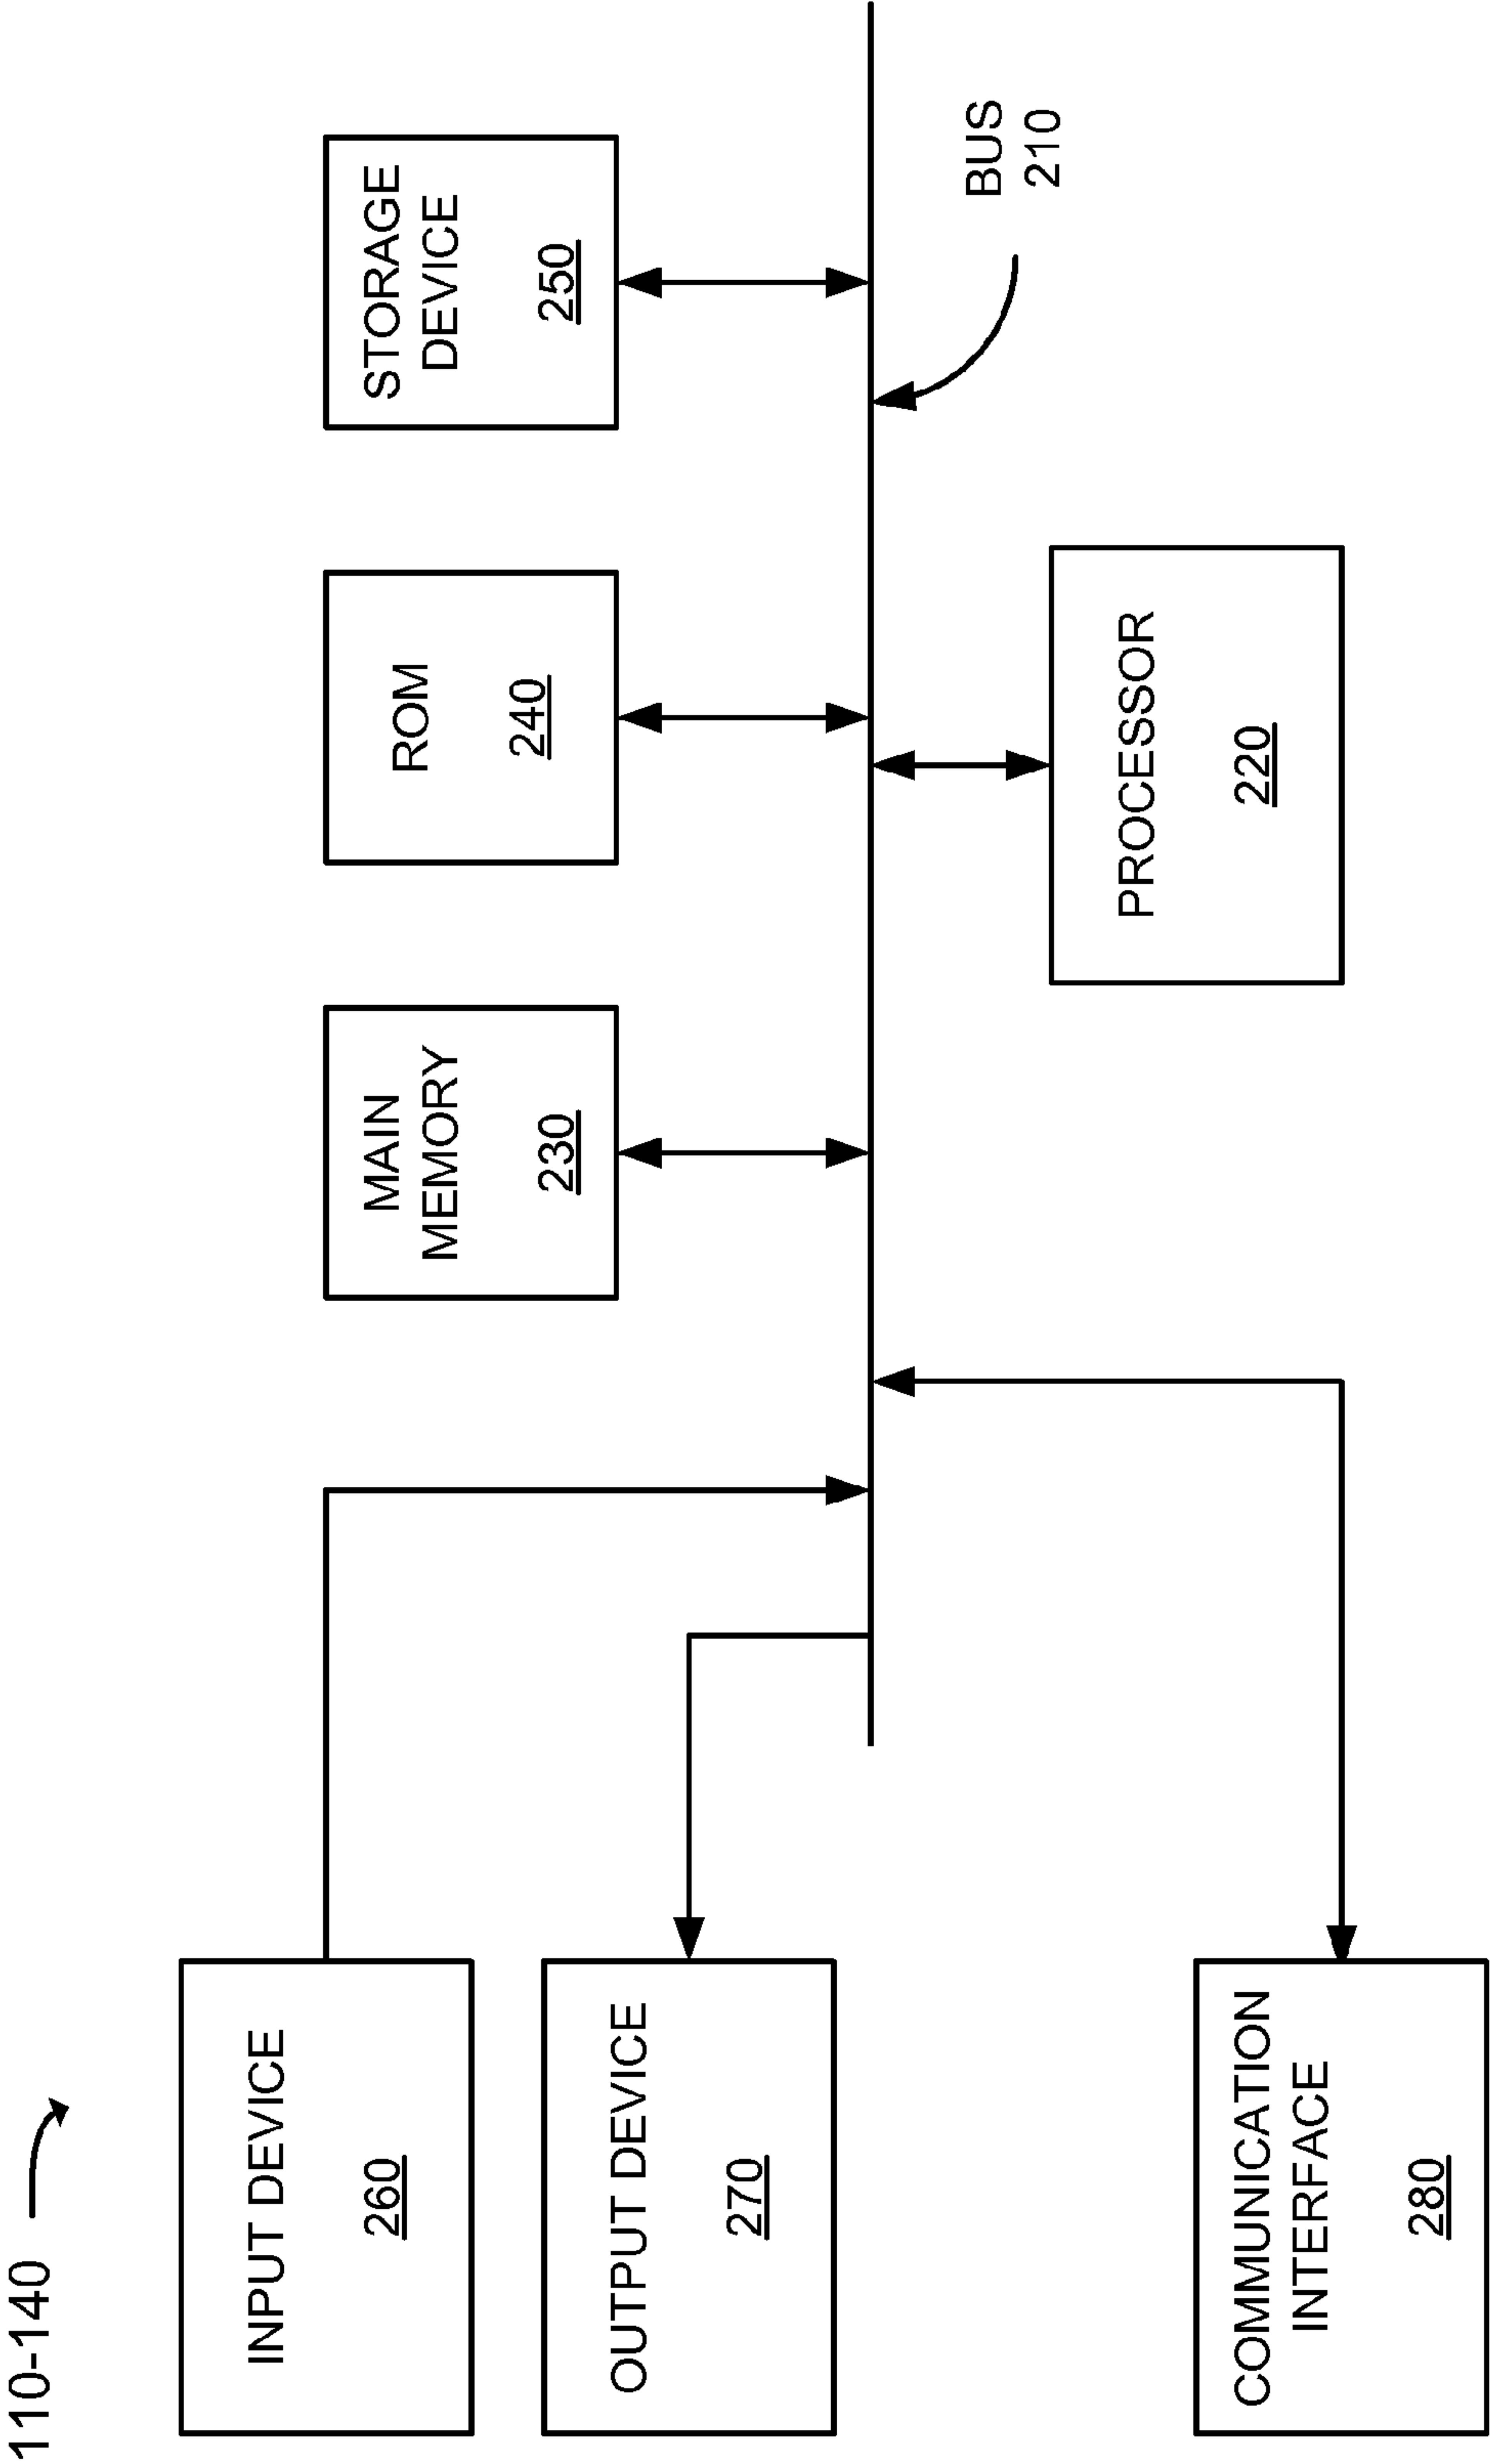 110-140
INPUT DEVICE
260
OUTPUT DEVICE
270
COMMUNICATION
INTERFACE
280
MAIN
MEMORY
230
ROM
240
STORAGE
DEVICE
250
PROCESSOR
220
BUS
210